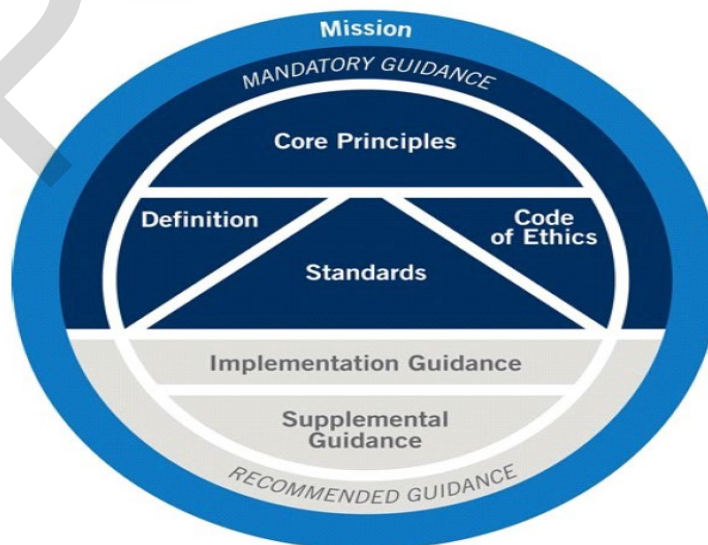 Mission
MANDATORY GUIDANCE
Core Principles
Definition
Code
of Ethics
Standards
Implementation Guidance
Supplemental
Guidance
RECOMMENDED GUIDANCE